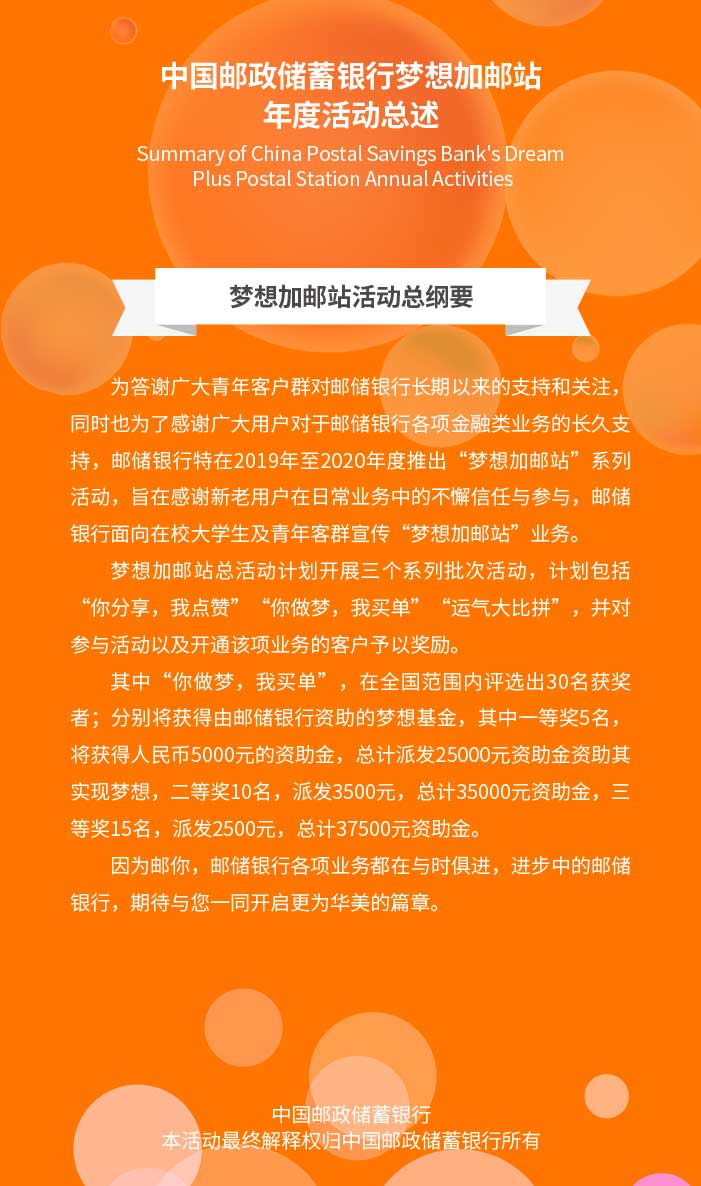 中国邮政储蓄银行梦想加邮站
年度活动总述
Summary of China Postal Savings Bank's Dream
Plus Postal Station Annual Activities
梦想加邮站活动总纲要
为答谢广大青年客户群对邮储银行长期以来的支持和关注，
同时也为了感谢广大用户对于邮储银行各项金融类业务的长久支
持，邮储银行特在2019年至2020年度推出“梦想加邮站”系列
活动，旨在感谢新老用户在日常业务中的不懈信任与参与，邮储
银行面向在校大学生及青年客群宣传“梦想加邮站”业务。
梦想加邮站总活动计划开展三个系列批次活动，计划包括
“你分享，我点赞”“你做梦，我买单”“运气大比拼”，并对
参与活动以及开通该项业务的客户予以奖励。
其中“你做梦，我买单”，在全国范围内评选出30名获奖
者；分别将获得由邮储银行资助的梦想基金，其中一等奖5名，
将获得人民币5000元的资助金，总计派发25000元资助金资助其
实现梦想，二等奖10名，派发3500元，总计35000元资助金，三
等奖15名，派发2500元，总计37500元资助金。
因为邮你，邮储银行各项业务都在与时俱进，进步中的邮储
银行，期待与您一同开启更为华美的篇章。
中国邮政储蓄银行
本活动最终解释权归中国邮政储蓄银行所有